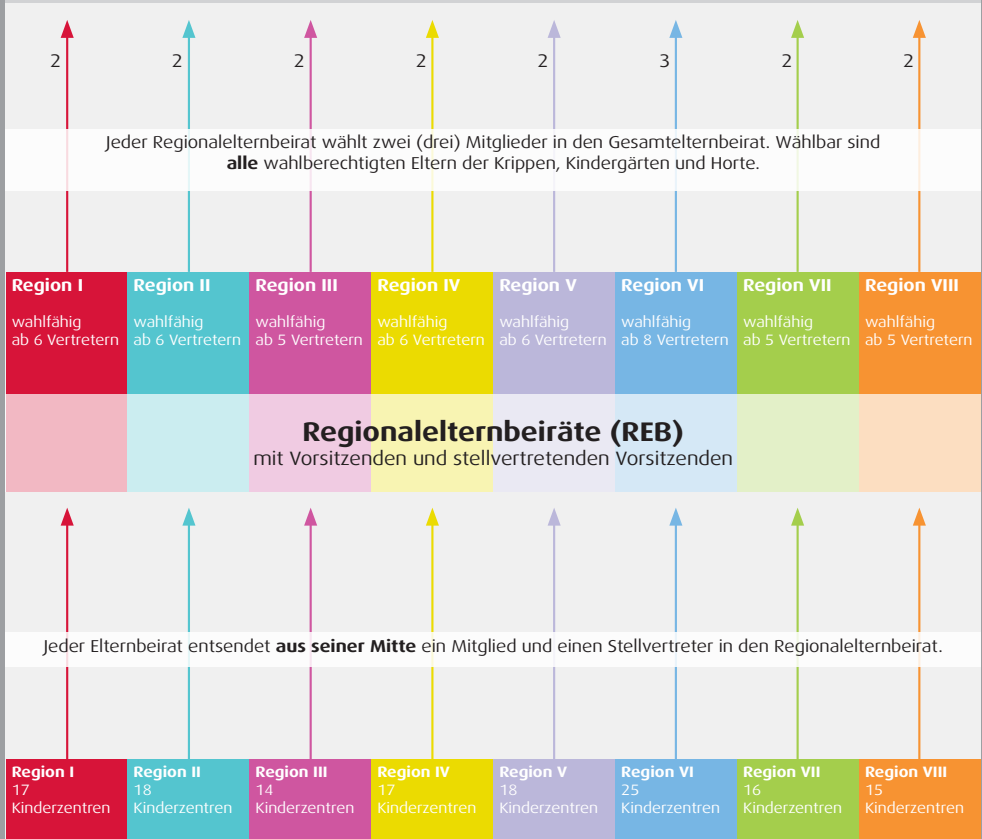 2 2 2 2 2 3 2 2
Jeder Regionalelternbeirat wählt zwei (drei) Mitglieder in den Gesamtelternbeirat. Wählbar sind
alle wahlberechtigten Eltern der Krippen, Kindergärten und Horte.
Region I
wahlfähig
ab 6 Vertretern
Region II
wahlfähig
ab 6 Vertretern
Region III
wahlfähig
ab 5 Vertretern
Region IV
wahlfähig
ab 6 Vertretern
Region V
wahlfähig
ab 6 Vertretern
Region VI
wahlfähig
ab 8 Vertretern
Region VII
wahlfähig
ab 5 Vertretern
Region VIII
wahlfähig
ab 5 Vertretern
Regionalelternbeiräte (REB)
mit Vorsitzenden und stellvertretenden Vorsitzenden
Jeder Elternbeirat entsendet aus seiner Mitte ein Mitglied und einen Stellvertreter in den Regionalelternbeirat.
Region I
17
Kinderzentren
Region II
18
Kinderzentren
Region III
14
Kinderzentren
Region IV
17
Kinderzentren
Region V
18
Kinderzentren
Region VI
25
Kinderzentren
Region VII
16
Kinderzentren
Region VIII
15
Kinderzentren